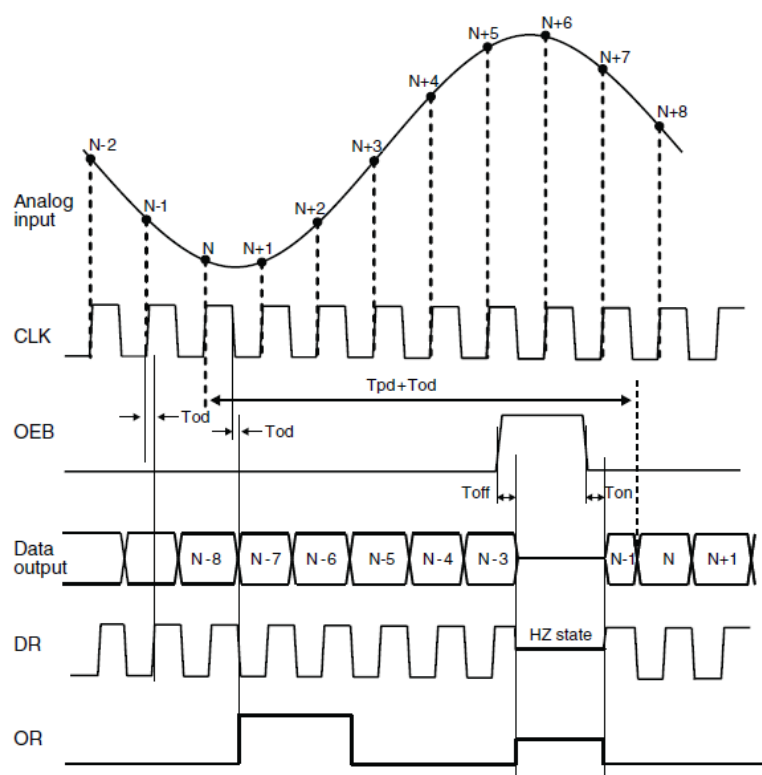 N+6
N+5
N+7
N+4
N+8
N-2
N+3
Analog
input
N-1
N+2
N
N+1
CLK
Tpd+Tod
Tod
Tod
OEB
Toff
Ton
Data
output
N-8
N-7
N-6
N-5
N-4
N-3
N-1
N
N+1
DR
HZ state
OR